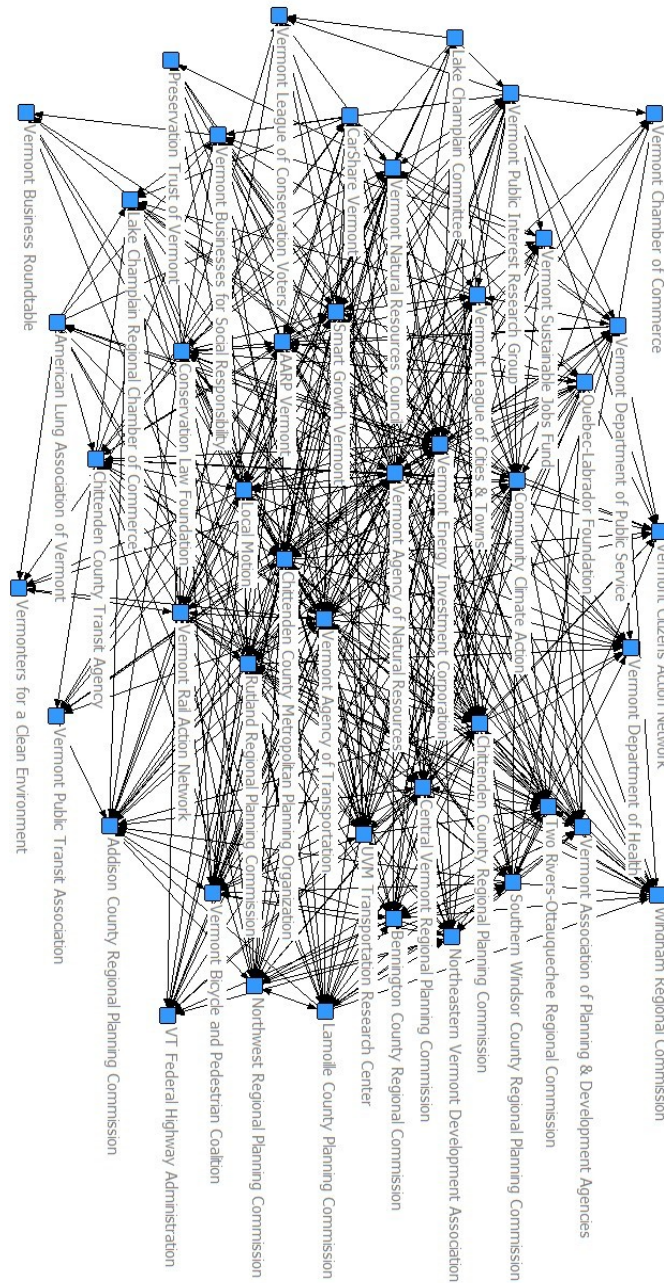 Vermont Chamber of Commerce
Vermont Department of Public Service
Quebec-Labrador Foundation
Vermont Sustainable Jobs Fund
Vermont Public Interest Research Group
Lake Champlan Committee
Vermont League of Cities & Towns
Community Climate Action
Vermont Natural Resources Council
CarShare Vermont
Vermont League of Conservation Voters
Smart Growth Vermont
AARP Vermont
Vermont Businesses for Social Responsiblity
Preservation Trust of Vermont
Lake Champlain Regional Chamber of Commerce
Vermont Business Roundtable
American Lung Association of Vermont
Conservation Law Foundation
Chittenden County Transit Agency
Local Motion
Vermont Energy Investment Corporation
Vermont Agency of Natural Resources
Chittenden County Metropolitan Planning Organization
Vermont Agency of Transportation
Vermont Rail Action Network
Rutland Regional Planning Commission
Vermonters for a Clean Environment
Vermont Public Transit Association
Vermont Department of Health
Chittenden County Regional Planning Commission
Central Vermont Regional Planning Commission
Two Rivers-Ottauquechee Regional Commission
Vermont Association of Planning & Development Agencies
Windham Regional Commission
Southern Windsor County Regional Planning Commission
Northeastern Vermont Development Association
Bennington County Regional Commission
UVM Transportation Research Center
Lamoille County Planning Commission
Northwest Regional Planning Commission
Vermont Bicycle and Pedestrian Coalition
VT Federal Highway Administration
Addison County Regional Planning Commission
Citizens Action Network